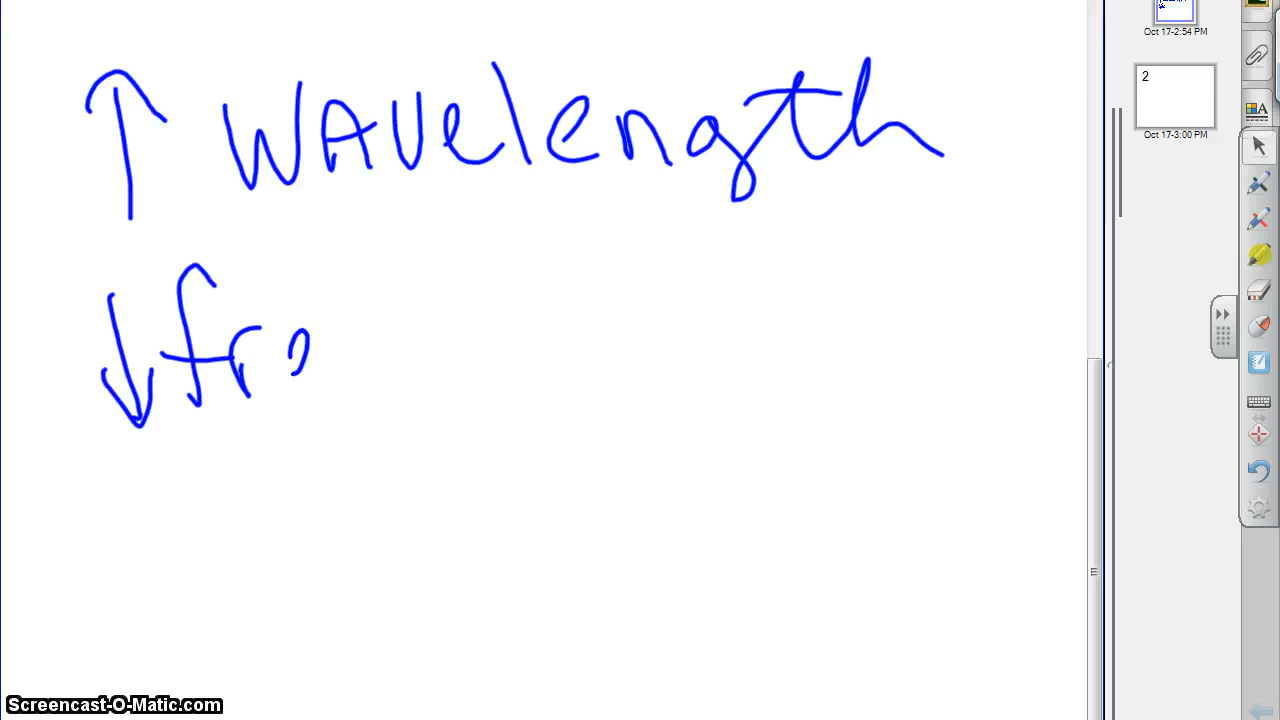 Oct 17-2:54 PM
↑ wavelength
2
Oct 17-3:00 PM
↓ fr
Screencast-O-Matic.com